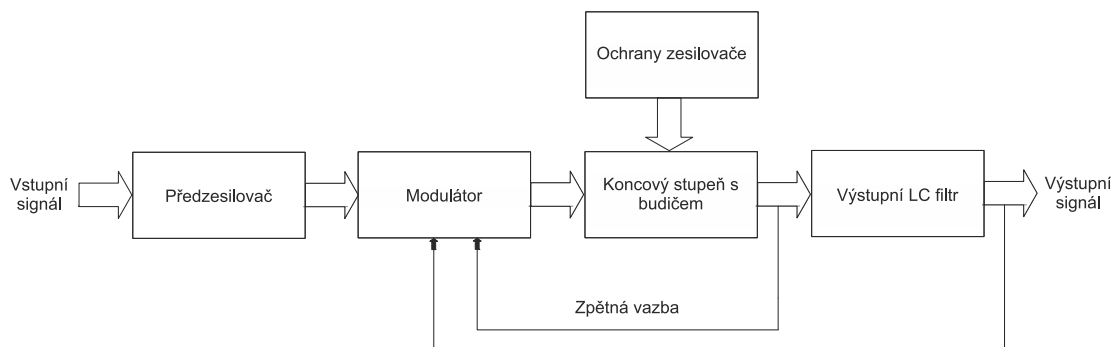 Ochrany zesilovače
Vstupní
signál
Předzesilovač
Modulátor
Koncový stupeň s
budičem
Výstupní LC filtr
Výstupní
signál
Zpětná vazba